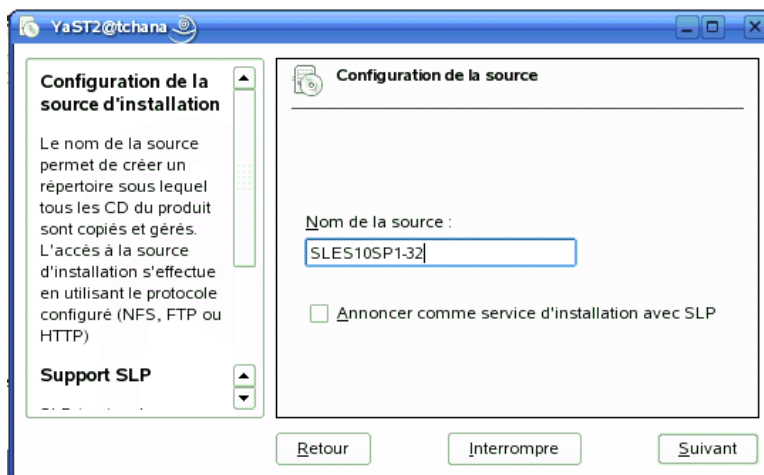 YaST2@tchana
Configuration de la
source d'installation
Le nom de la source
permet de créer un
répertoire sous lequel
tous les CD du produit
sont copiés et gérés.
L'accès à la source
d'installation s'effectue
en utilisant le protocole
configuré (NFS, FTP ou
HTTP)
Support SLP
Configuration de la source
Nom de la source :
SLES10SP1-32
Annoncer comme service d'installation avec SLP
Retour
Interrompre
Suivant